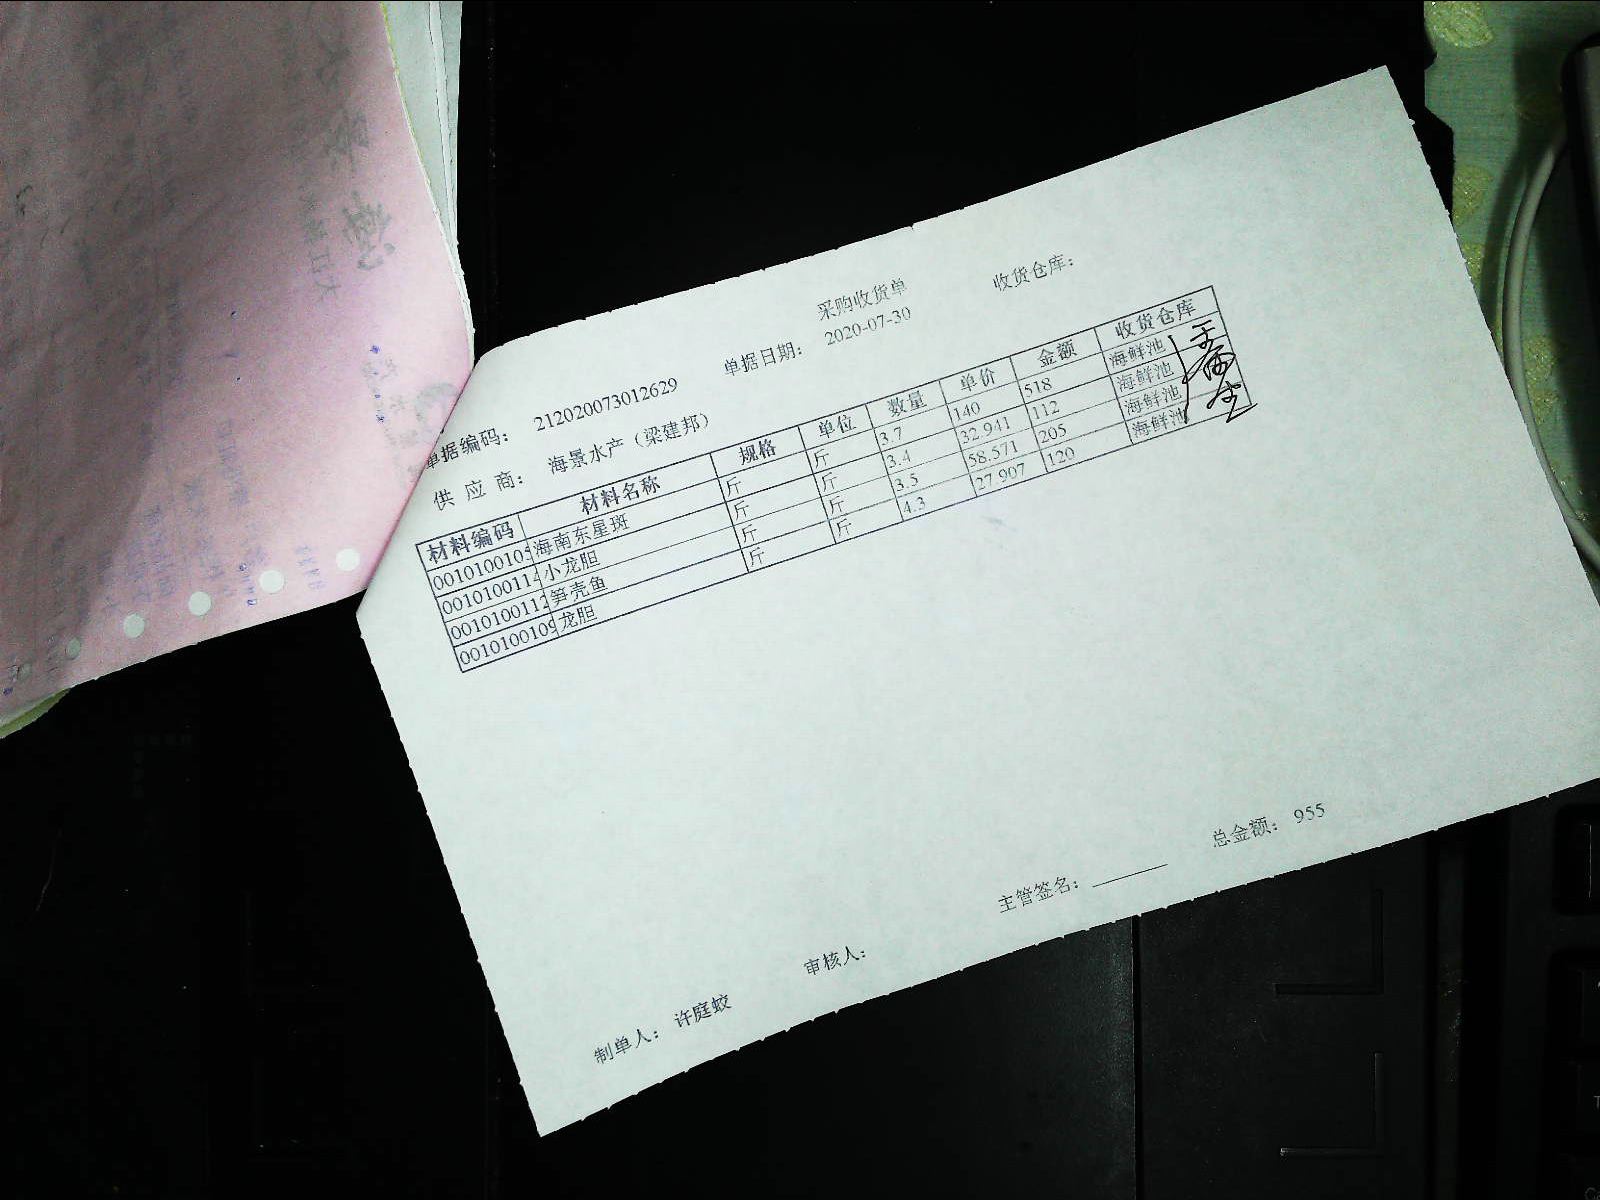 采购收货单
收货仓库：
单据编码： 212020073012629 单据日期： 2020-07-30
供 应 商： 海景水产（梁建邦）
材料编码 材料名称 规格 单位 数量 单价 金额 收货仓库
0010100105 海南东星斑 斤 斤 3.7 140 518 海鲜池
001010011 小龙胆 斤 斤 3.4 32.941 112 海鲜池
001010011 笋壳鱼 斤 斤 3.5 58.571 205 海鲜池
0010100109 龙胆 斤 斤 4.3 27.907 120 海鲜池
制单人： 许庭蛟 审核人： 主管签名： 总金额： 955